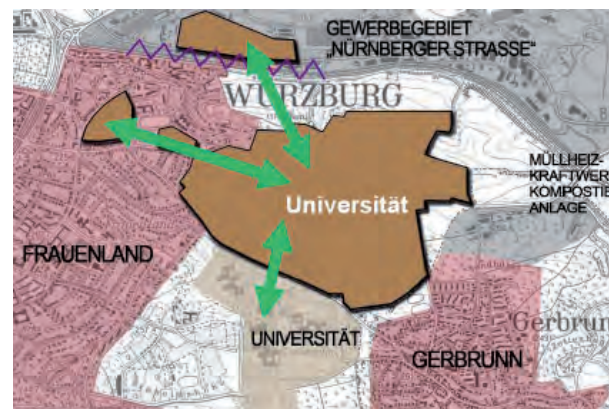 GEWERBEGEBIET
„NÜRNBERGER STRASSE“
WÜRZBURG
MÜLLHEIZ-
KRAFTWER
KOMPOSTIE
ANLAGE
Universität
FRAUENLAND
UNIVERSITÄT
Gerbrun
GERBRUNN